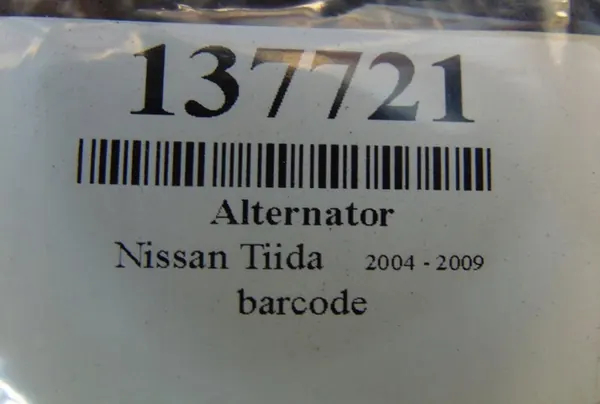 137721
Alternator
Nissan Tiida 2004 - 2009
barcode